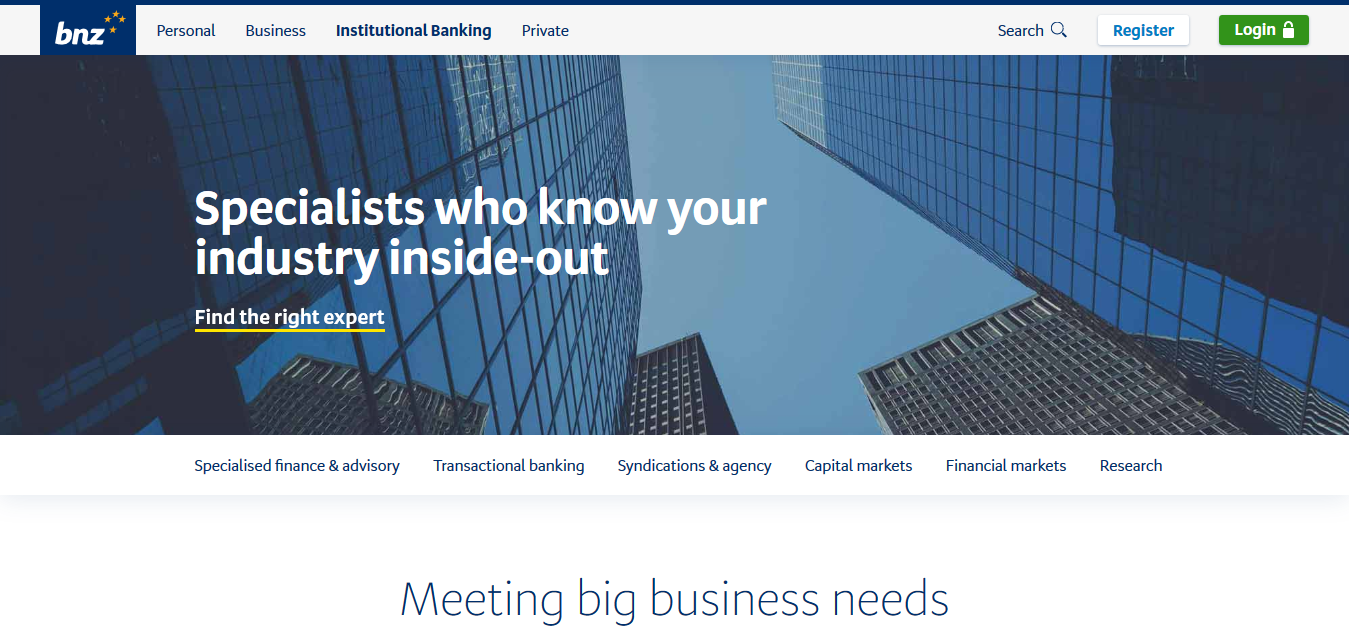 bnz
Personal Business Institutional Banking Private Search Register Login
Specialists who know your
industry inside-out
Find the right expert
Specialised finance & advisory Transactional banking Syndications & agency Capital markets Financial markets Research
Meeting big business needs